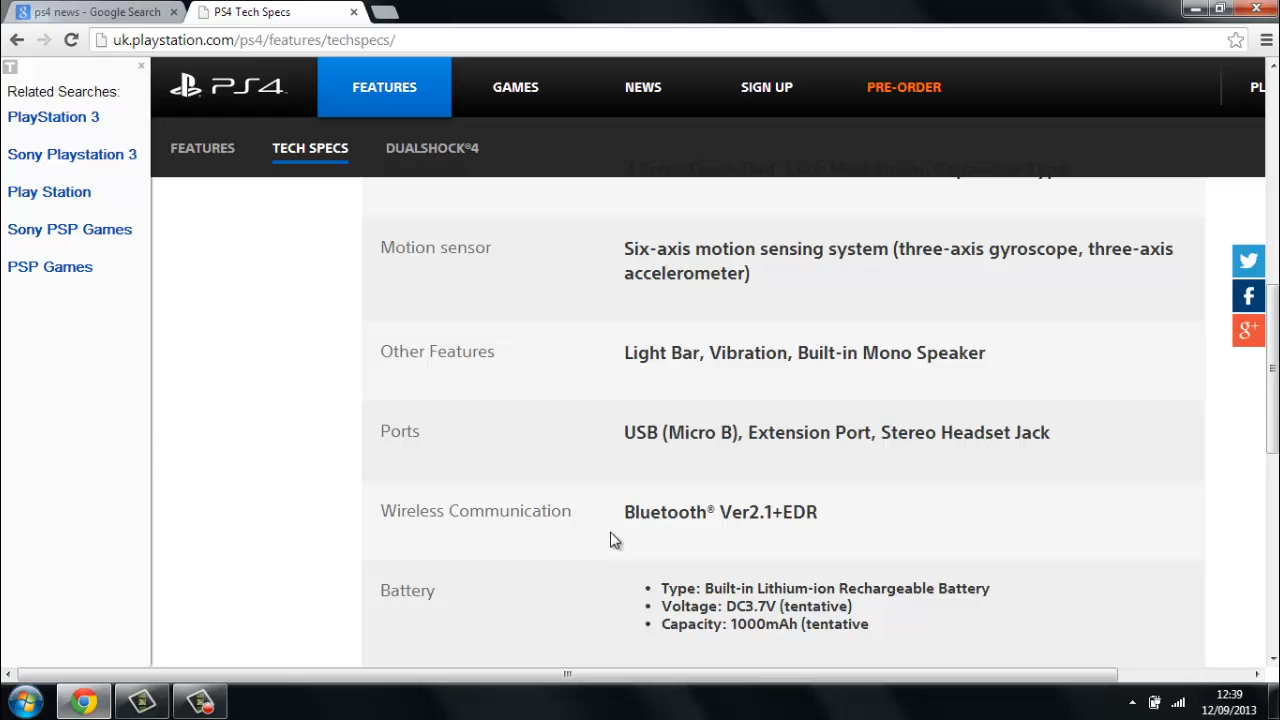 ps4 news - Google Search
PS4 Tech Specs
uk.playstation.com/ps4/features/techspecs/
T
Related Searches:
PlayStation 3
Sony Playstation 3
Play Station
Sony PSP Games
PSP Games
PS4
FEATURES
GAMES
NEWS
SIGN UP
PRE-ORDER
PL
FEATURES
TECH SPECS
DUALSHOCK®4
Motion sensor
Six-axis motion sensing system (three-axis gyroscope, three-axis
accelerometer)
Other Features
Light Bar, Vibration, Built-in Mono Speaker
Ports
USB (Micro B), Extension Port, Stereo Headset Jack
Wireless Communication
Bluetooth® Ver2.1+EDR
Battery
• Type: Built-in Lithium-ion Rechargeable Battery
• Voltage: DC3.7V (tentative)
• Capacity: 1000mAh (tentative
12:39
12/09/2013